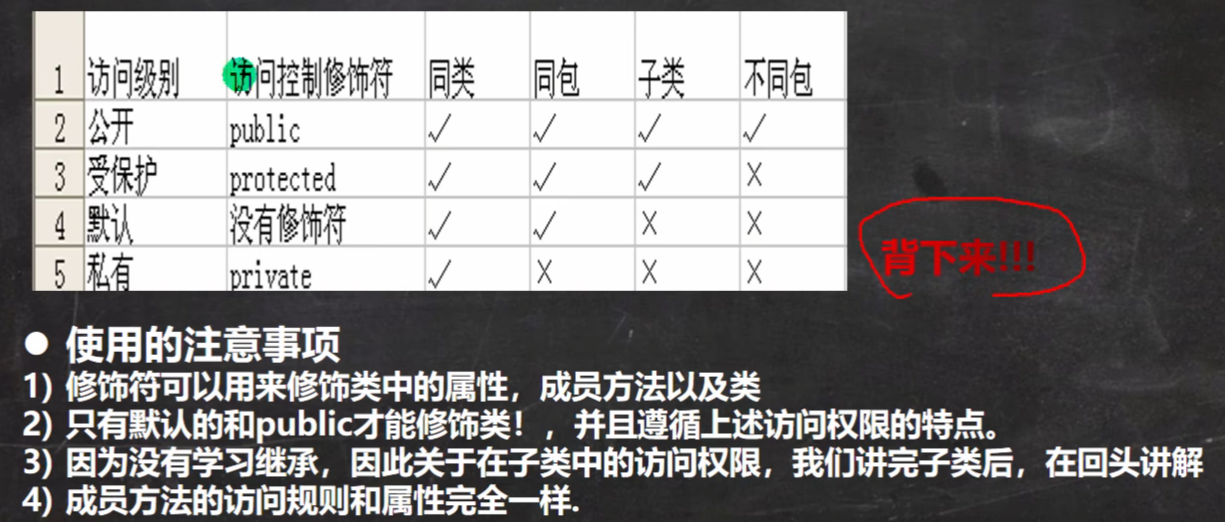 1 访问级别 访问控制修饰符 同类 同包 子类 不同包
2 公开 public √ √ √ √
3 受保护 protected √ √ √ ×
4 默认 没有修饰符 √ √ × ×
5 私有 private √ × × ×
背下来!!!
● 使用的注意事项
1) 修饰符可以用来修饰类中的属性，成员方法以及类
2) 只有默认的和public才能修饰类！，并且遵循上述访问权限的特点。
3) 因为没有学习继承，因此关于在子类中的访问权限，我们讲完子类后，在回头讲解
4) 成员方法的访问规则和属性完全一样.